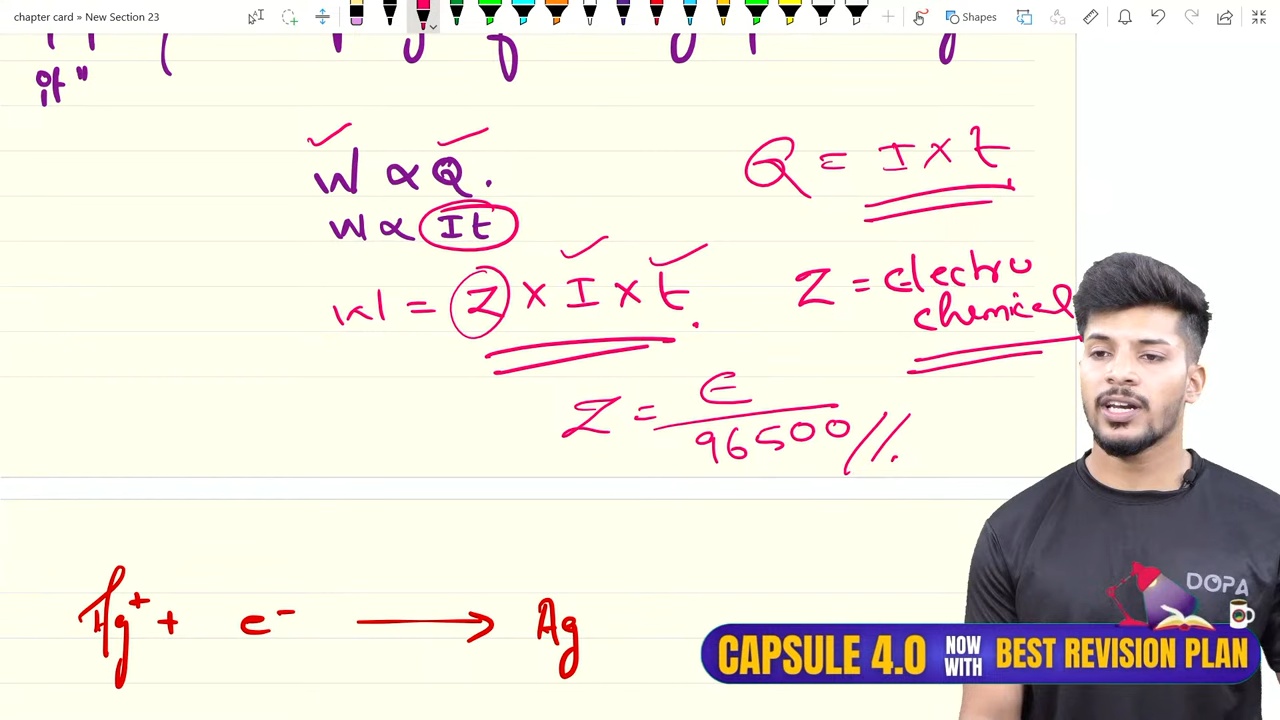 chapter card » New Section 23
Shapes
of"
W ∝ Q.
Q = I × t
W ∝ It
W = Z × I × t.
Z = electro
chemical
Z = E
96500 //.
Ag⁺ + e⁻ → Ag
DOPA
CAPSULE 4.0 NOW WITH BEST REVISION PLAN